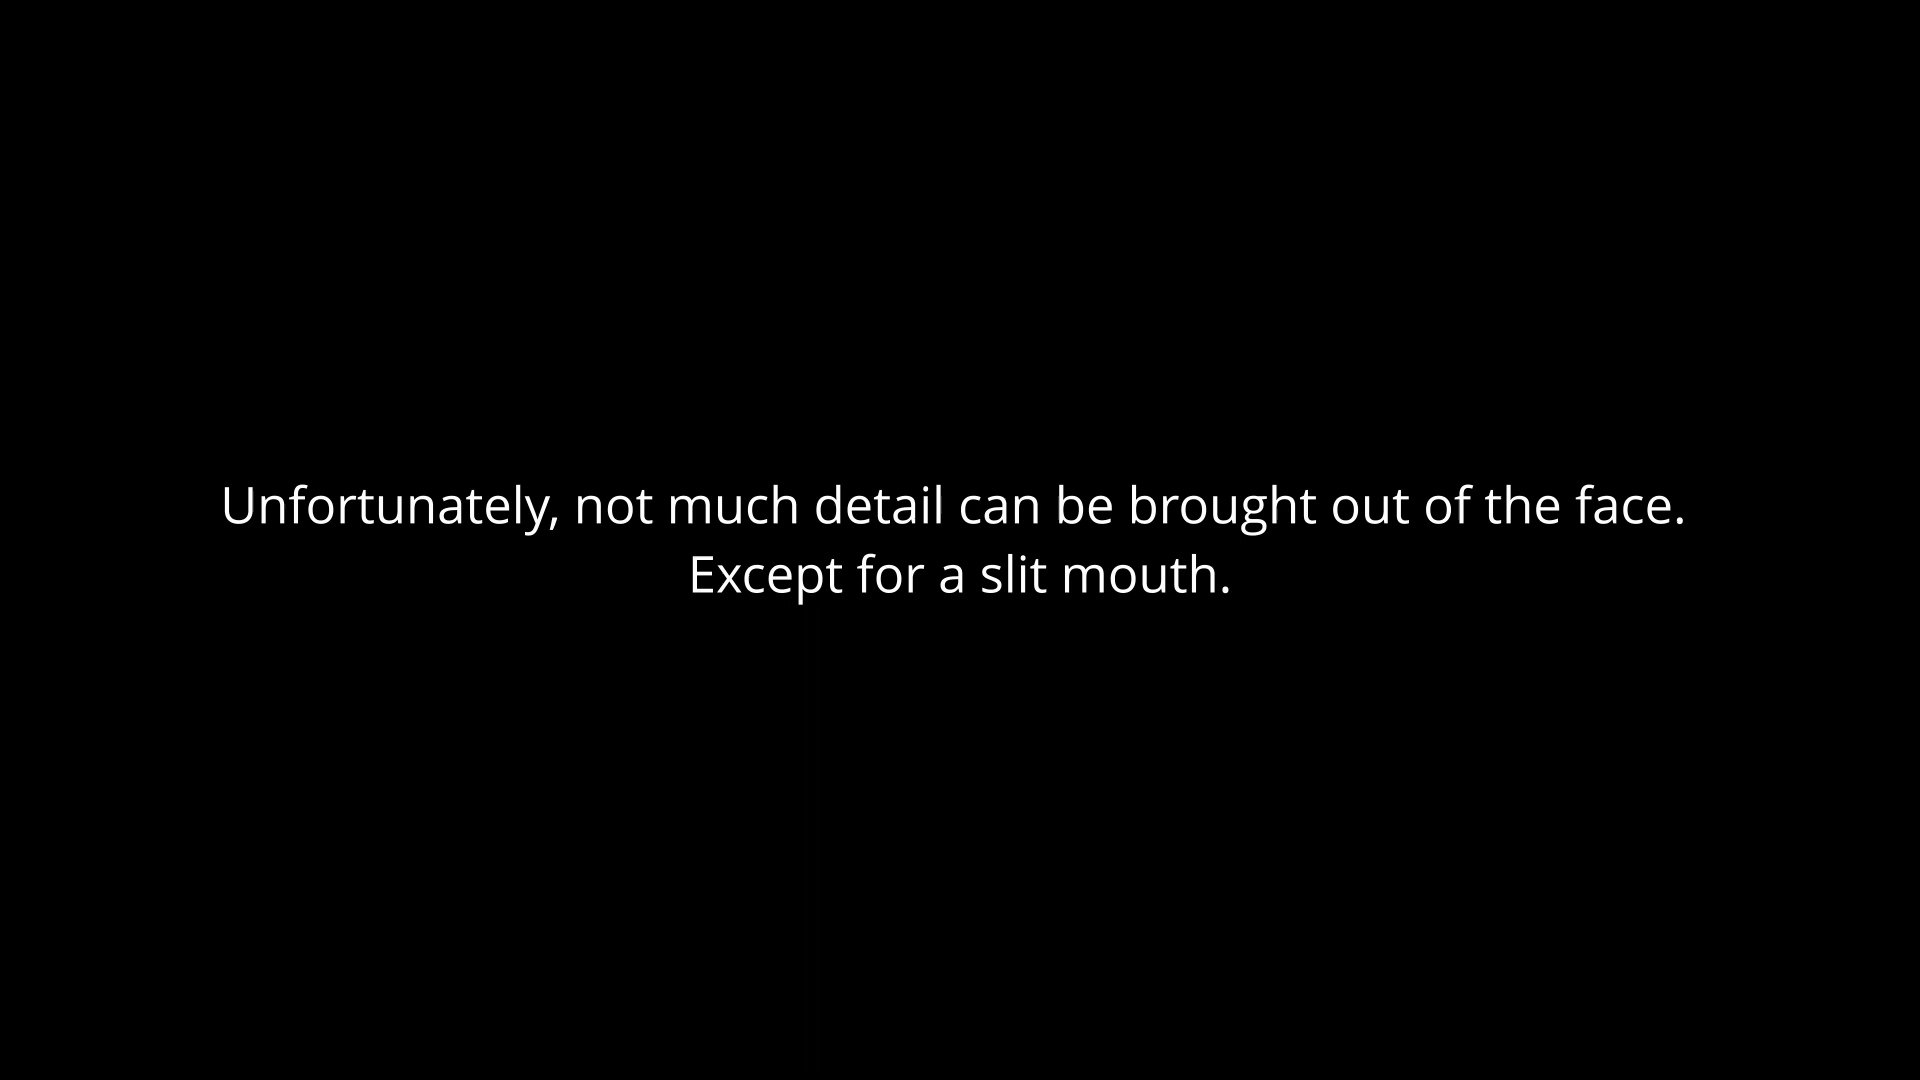 Unfortunately, not much detail can be brought out of the face.
Except for a slit mouth.